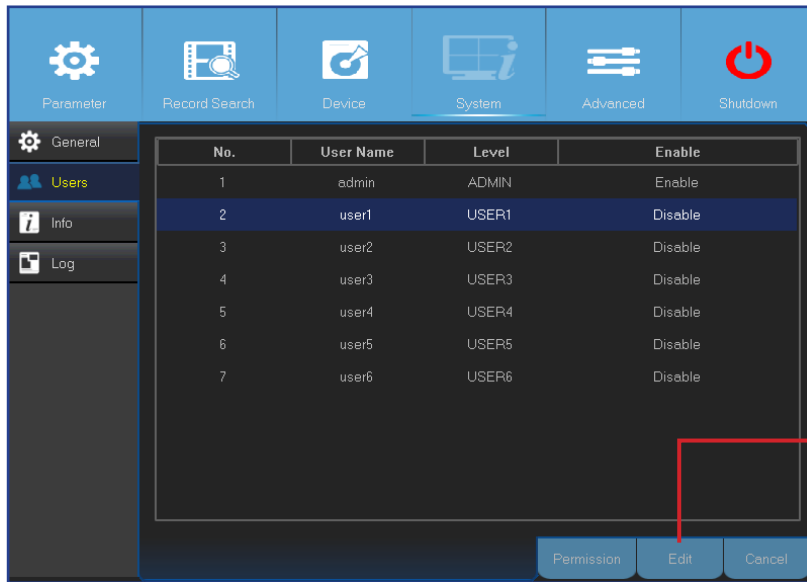 Parameter Record Search Device System Advanced Shutdown
General
Users
Info
Log
No. User Name Level Enable
1 admin ADMIN Enable
2 user1 USER1 Disable
3 user2 USER2 Disable
4 user3 USER3 Disable
5 user4 USER4 Disable
6 user5 USER5 Disable
7 user6 USER6 Disable
Permission Edit Cancel